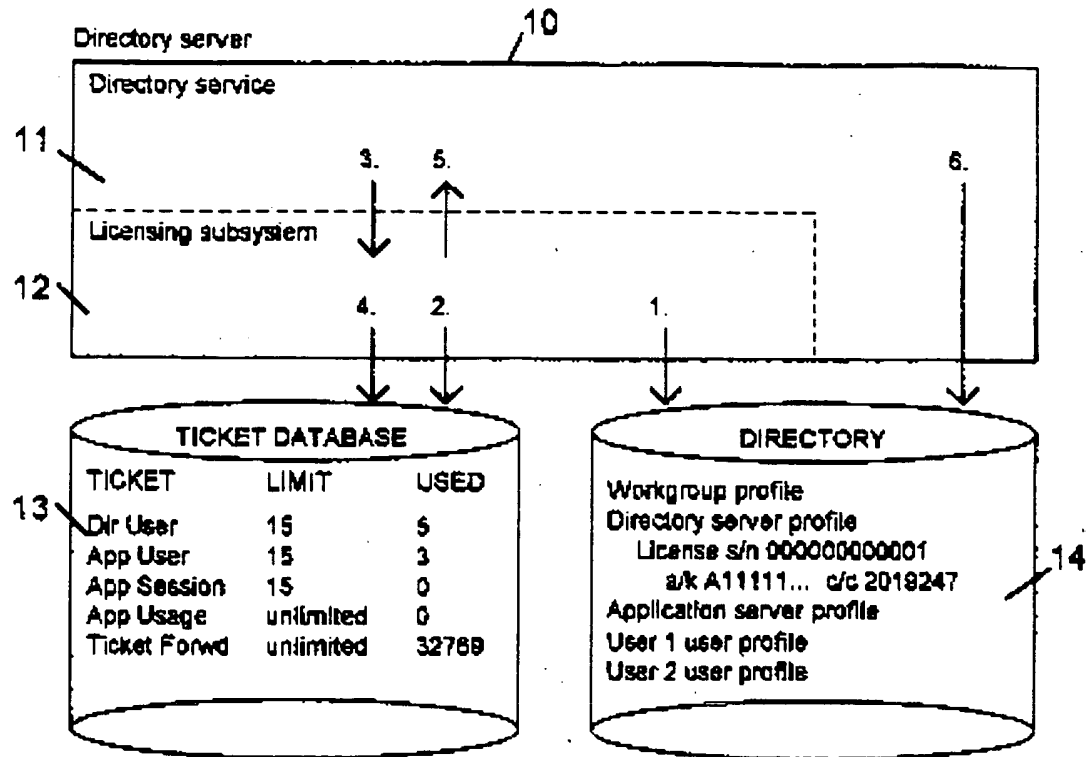 10
Directory server
Directory service
11
3. 5. 6.
Licensing subsystem
12
4. 2. 1.
TICKET DATABASE
TICKET LIMIT USED
13
Dir User 15 5
App User 15 3
App Session 15 0
App Usage unlimited 0
Ticket Forwd unlimited 32769
DIRECTORY
Workgroup profile
Directory server profile
License s/n 000000000001
a/k A11111... c/c 2019247
14
Application server profile
User 1 user profile
User 2 user profile